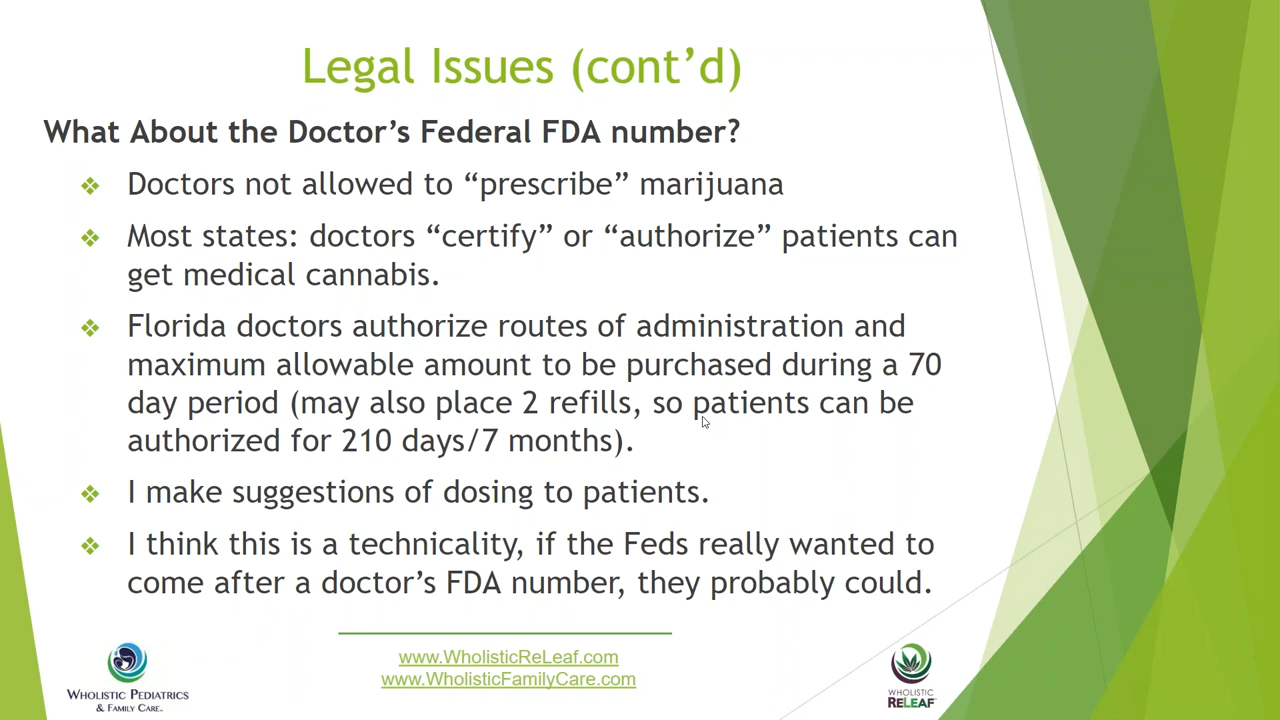 Legal Issues (cont’d)
What About the Doctor’s Federal FDA number?
Doctors not allowed to “prescribe” marijuana
Most states: doctors “certify” or “authorize” patients can
get medical cannabis.
Florida doctors authorize routes of administration and
maximum allowable amount to be purchased during a 70
day period (may also place 2 refills, so patients can be
authorized for 210 days/7 months).
I make suggestions of dosing to patients.
I think this is a technicality, if the Feds really wanted to
come after a doctor’s FDA number, they probably could.
www.WholisticReLeaf.com
www.WholisticFamilyCare.com
WHOLISTIC PEDIATRICS
& FAMILY CARE.
WHOLISTIC
RELEAF